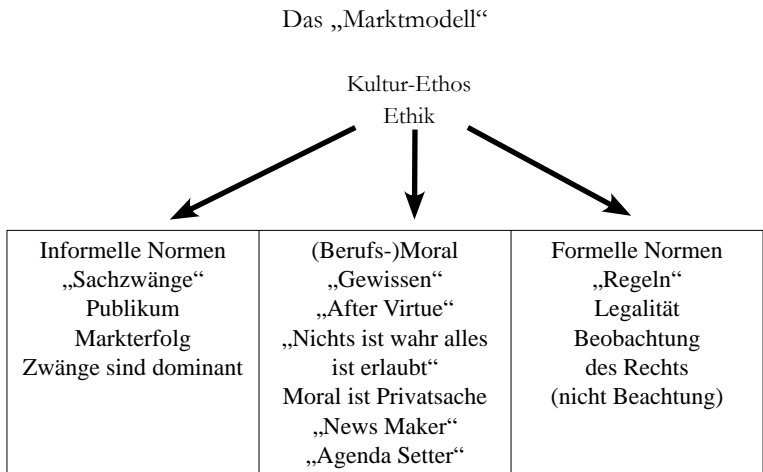 Das „Marktmodell“
Kultur-Ethos
Ethik
Informelle Normen
„Sachzwänge“
Publikum
Markterfolg
Zwänge sind dominant
(Berufs-)Moral
„Gewissen“
„After Virtue“
„Nichts ist wahr alles
ist erlaubt“
Moral ist Privatsache
„News Maker“
„Agenda Setter“
Formelle Normen
„Regeln“
Legalität
Beobachtung
des Rechts
(nicht Beachtung)